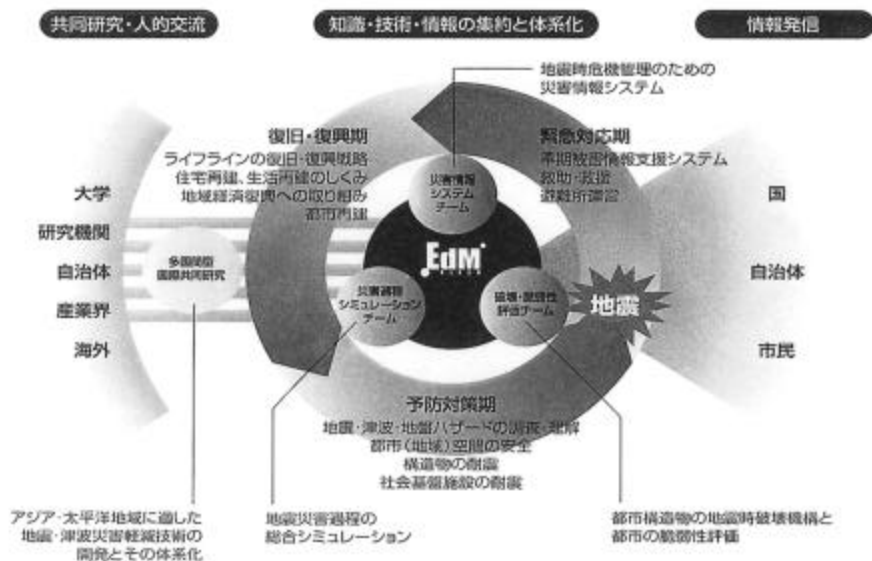 共同研究・人的交流
知識・技術・情報の集約と体系化
情報発信
地震時危機管理のための
災害情報システム
復旧・復興期
ライフラインの復旧・復興戦略
住宅再建、生活再建のしくみ
地域経済復興への取り組み
都市再建
緊急対応期
早期被害情報支援システム
救助・救援
避難所運営
災害情報
システム
チーム
大学
研究機関
自治体
産業界
海外
多国間型
国際共同研究
EdM
災害過程
シミュレーション
チーム
破壊・脆弱性
評価チーム
地震
国
自治体
市民
予防対策期
地震・津波・地盤ハザードの調査・理解
都市(地域)空間の安全
構造物の耐震
社会基盤施設の耐震
アジア・太平洋地域に適した
地震・津波災害軽減技術の
開発とその体系化
地震災害過程の
総合シミュレーション
都市構造物の地震時破壊機構と
都市の脆弱性評価